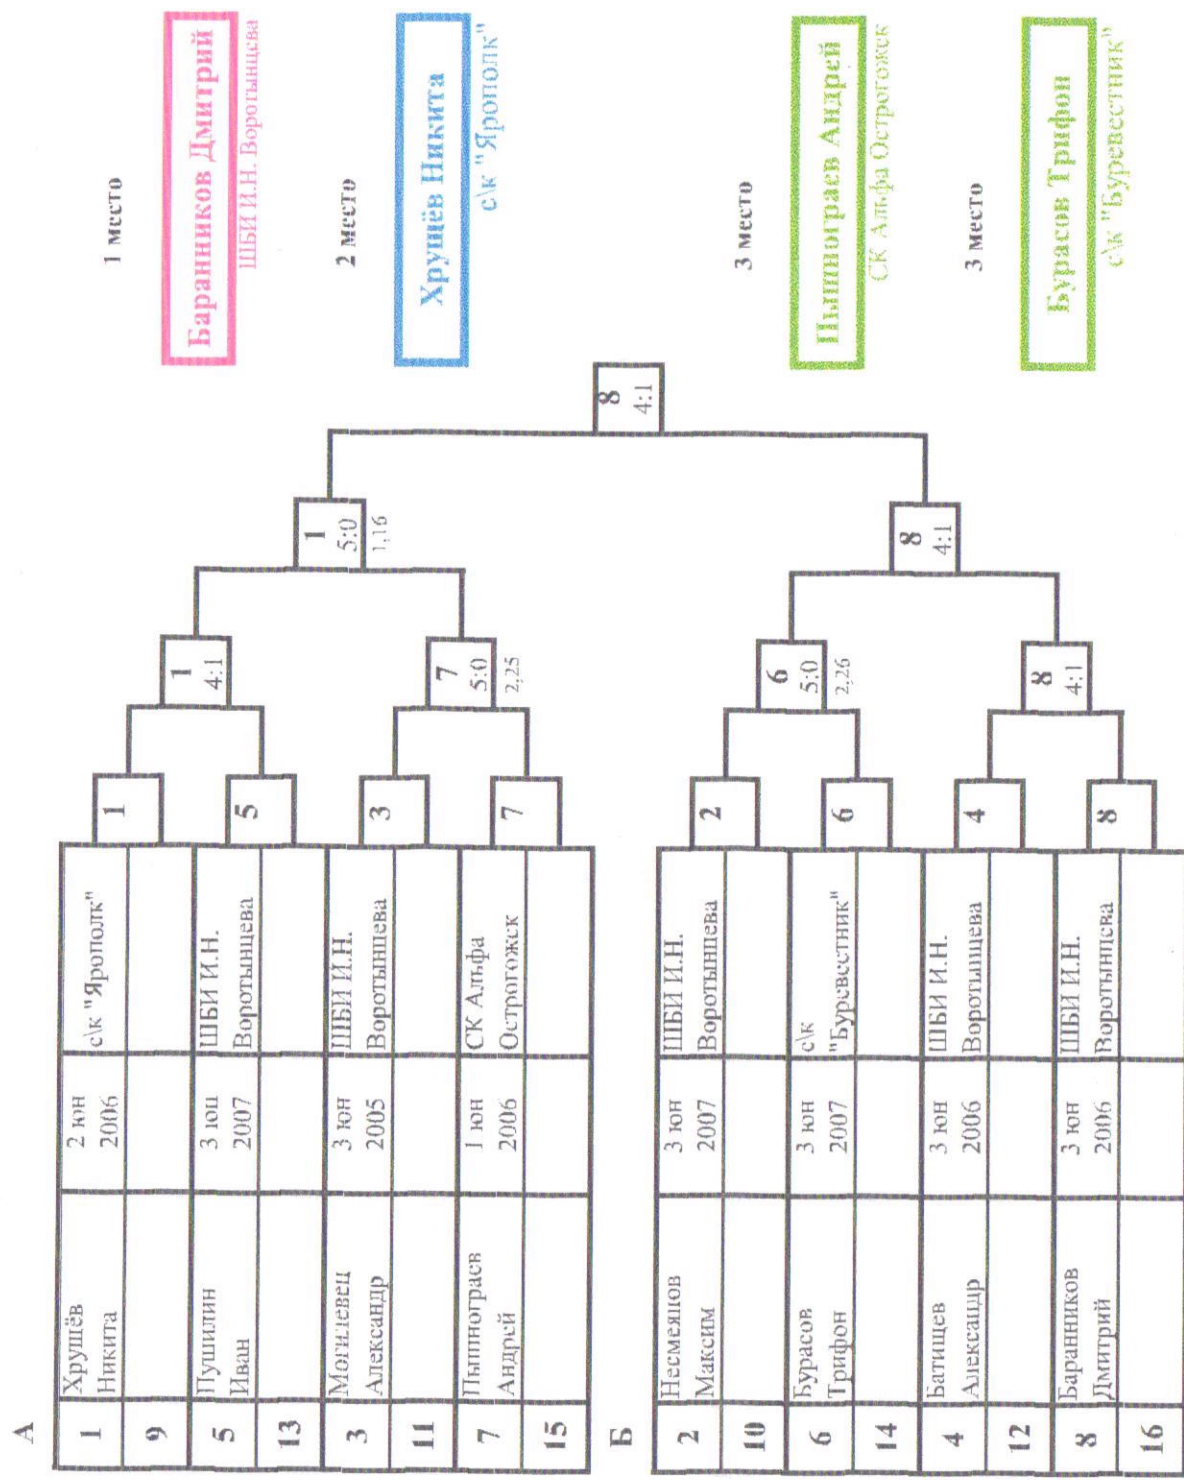 А
1 Хрущёв Никита 2 юн 2006 с\к "Ярополк"
9
5 Пушилин Иван 3 юн 2007 ШБИ И.Н. Воротынцева
13
3 Могилевец Александр 3 юн 2005 ШБИ И.Н. Воротынцева
11
7 Пышнограев Андрей 1 юн 2006 СК Альфа Острогожск
15
Б
2 Несмеянов Максим 3 юн 2007 ШБИ И.Н. Воротынцева
10
6 Бурасов Трифон 3 юн 2007 с\к "Буревестник"
14
4 Батищев Александр 3 юн 2006 ШБИ И.Н. Воротынцева
12
8 Баранников Дмитрий 3 юн 2006 ШБИ И.Н. Воротынцева
16
1
5
3
7
2
6
4
8
1
4:1
7
5:0
2,25
6
5:0
2,26
8
4:1
1
5:0
1,16
8
4:1
8
4:1
1 место
Баранников Дмитрий
ШБИ И.Н. Воротынцева
2 место
Хрущёв Никита
с\к "Ярополк"
3 место
Пышнограев Андрей
СК Альфа Острогожск
3 место
Бурасов Трифон
с\к "Буревестник"